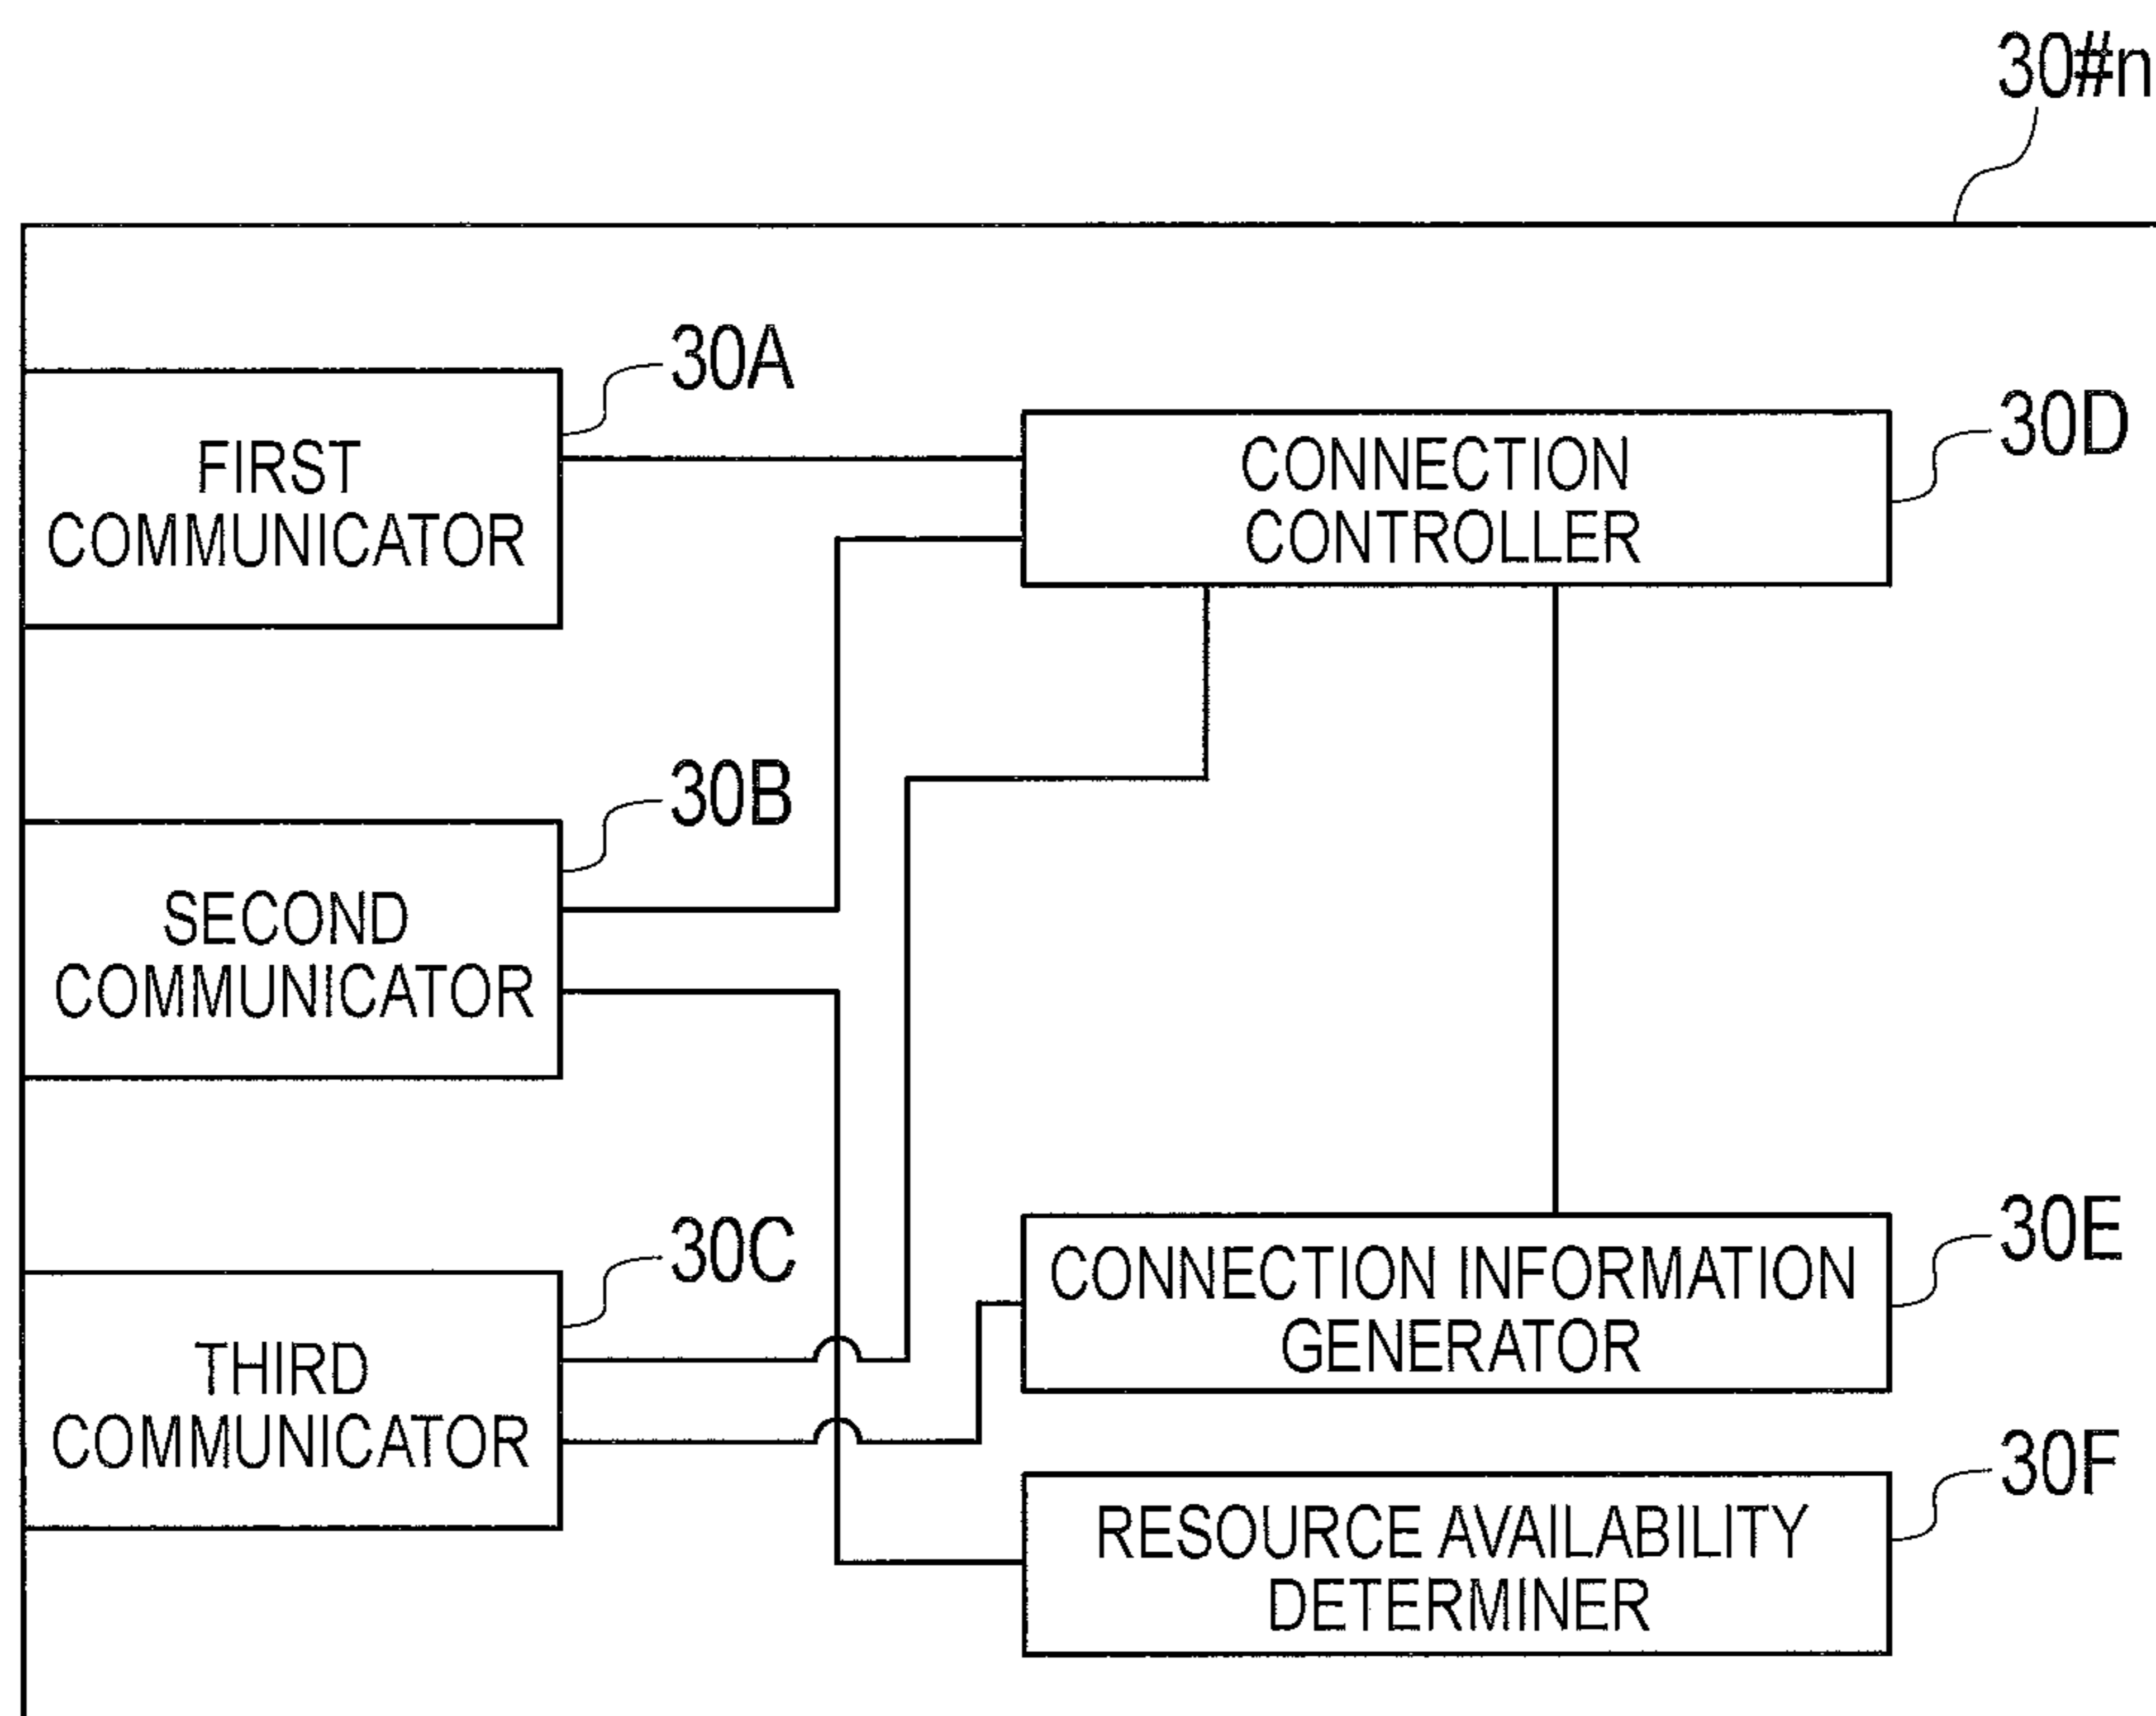 30#n
30A
FIRST
COMMUNICATOR
30D
CONNECTION
CONTROLLER
30B
SECOND
COMMUNICATOR
30C
THIRD
COMMUNICATOR
30E
CONNECTION INFORMATION
GENERATOR
30F
RESOURCE AVAILABILITY
DETERMINER